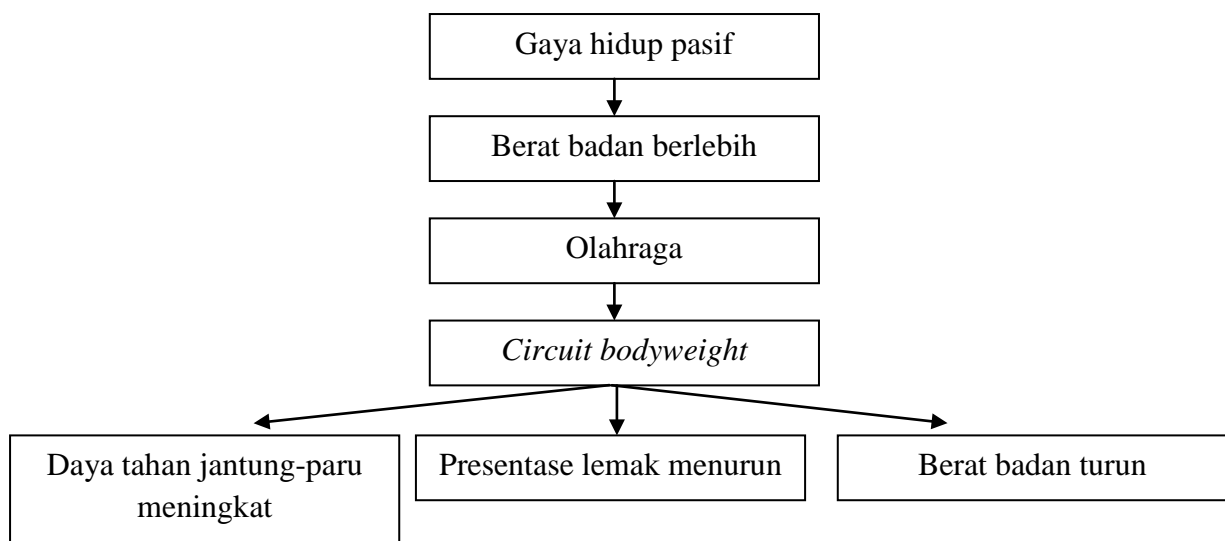 Gaya hidup pasif
Berat badan berlebih
Olahraga
Circuit bodyweight
Daya tahan jantung-paru
meningkat
Presentase lemak menurun
Berat badan turun